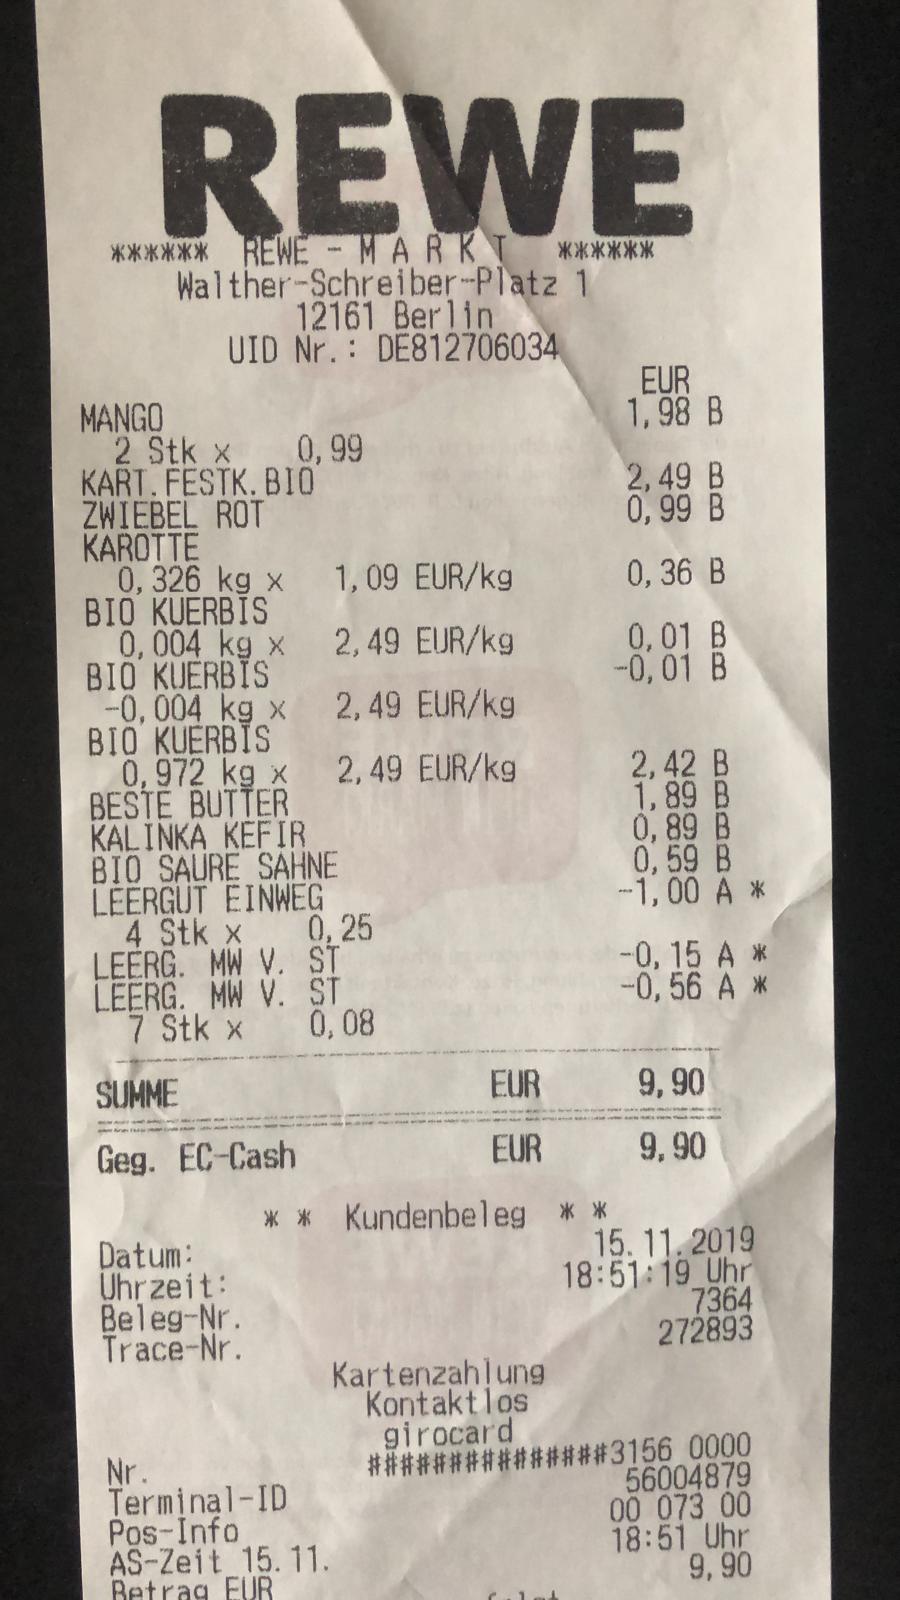 REWE
****** REWE - M A R K T ******
Walther-Schreiber-Platz 1
12161 Berlin
UID Nr.: DE812706034
EUR
MANGO 1,98 B
2 Stk x 0,99
KART.FESTK.BIO 2,49 B
ZWIEBEL ROT 0,99 B
KAROTTE
0,326 kg x 1,09 EUR/kg 0,36 B
BIO KUERBIS
0,004 kg x 2,49 EUR/kg 0,01 B
BIO KUERBIS -0,01 B
-0,004 kg x 2,49 EUR/kg
BIO KUERBIS
0,972 kg x 2,49 EUR/kg 2,42 B
BESTE BUTTER 1,89 B
KALINKA KEFIR 0,89 B
BIO SAURE SAHNE 0,59 B
LEERGUT EINWEG -1,00 A *
4 Stk x 0,25
LEERG. MW V. ST -0,15 A *
LEERG. MW V. ST -0,56 A *
7 Stk x 0,08
SUMME EUR 9,90
Geg. EC-Cash EUR 9,90
* * Kundenbeleg * *
Datum: 15.11.2019
Uhrzeit: 18:51:19 Uhr
Beleg-Nr. 7364
Trace-Nr. 272893
Kartenzahlung
Kontaktlos
girocard
Nr. ###############3156 0000
Terminal-ID 56004879
Pos-Info 00 073 00
AS-Zeit 15.11. 18:51 Uhr
Betrag EUR 9,90